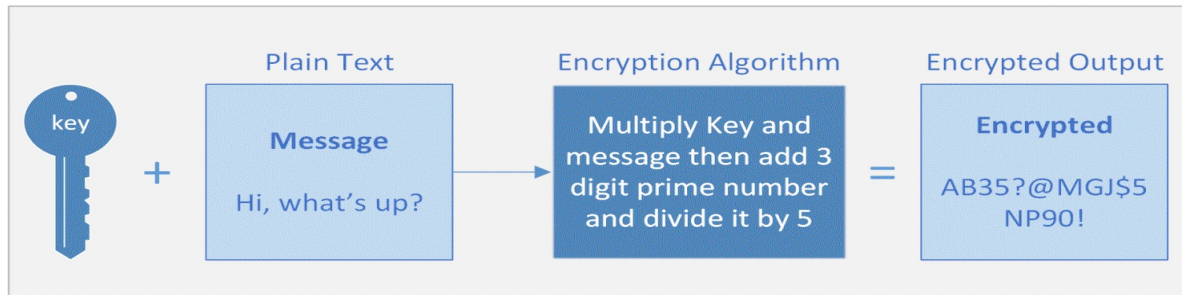 Plain Text
Encryption Algorithm
Encrypted Output
key
+
Message
Hi, what's up?
Multiply Key and
message then add 3
digit prime number
and divide it by 5
=
Encrypted
AB35?@MGJ$5
NP90!